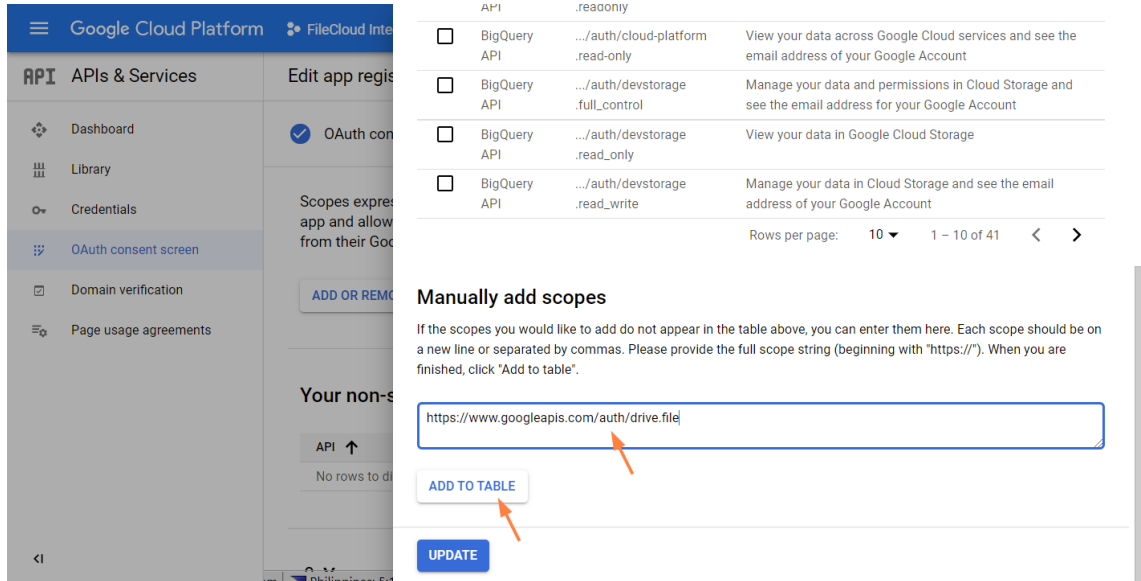 Google Cloud Platform
FileCloud Inte
API APIs & Services
Dashboard
Library
Credentials
OAuth consent screen
Domain verification
Page usage agreements
Edit app regis
OAuth con
Scopes expres
app and allow
from their Goo
ADD OR REMO
Your non-s
API
No rows to di
API .readonly
BigQuery API .../auth/cloud-platform .read-only View your data across Google Cloud services and see the
email address of your Google Account
BigQuery API .../auth/devstorage .full_control Manage your data and permissions in Cloud Storage and
see the email address for your Google Account
BigQuery API .../auth/devstorage .read_only View your data in Google Cloud Storage
BigQuery API .../auth/devstorage .read_write Manage your data in Cloud Storage and see the email
address of your Google Account
Rows per page: 10 1 – 10 of 41
Manually add scopes
If the scopes you would like to add do not appear in the table above, you can enter them here. Each scope should be on
a new line or separated by commas. Please provide the full scope string (beginning with "https://"). When you are
finished, click "Add to table".
https://www.googleapis.com/auth/drive.file
ADD TO TABLE
UPDATE